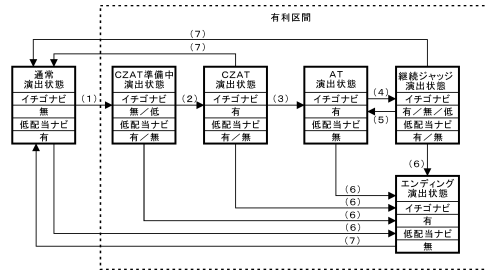 有利区間
(7)
(7)
通常
演出状態
イチゴナビ
無
低配当ナビ
有
(1)
CZAT準備中
演出状態
イチゴナビ
無/低
低配当ナビ
有/無
(2)
CZAT
演出状態
イチゴナビ
有
低配当ナビ
有/無
(3)
AT
演出状態
イチゴナビ
有
低配当ナビ
無
(4)
(5)
継続ジャッジ
演出状態
イチゴナビ
有/無/低
低配当ナビ
有/無
(6)
(6)
(6)
(6)
(6)
(7)
エンディング
演出状態
イチゴナビ
有
低配当ナビ
無